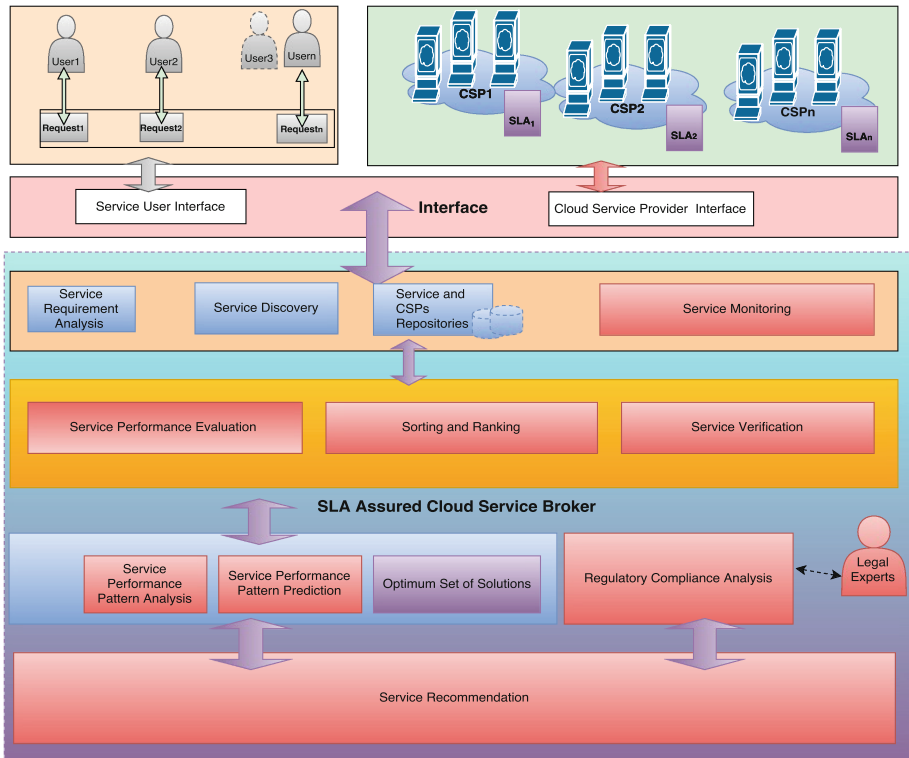 User1
User2
User3
Usern
Request1
Request2
Requestn
CSP1
CSP2
CSPn
SLA1
SLA2
SLAn
Service User Interface
Interface
Cloud Service Provider Interface
Service
Requirement
Analysis
Service Discovery
Service and
CSPs
Repositories
Service Monitoring
Service Performance Evaluation
Sorting and Ranking
Service Verification
SLA Assured Cloud Service Broker
Service
Performance
Pattern Analysis
Service Performance
Pattern Prediction
Optimum Set of Solutions
Regulatory Compliance Analysis
Legal
Experts
Service Recommendation